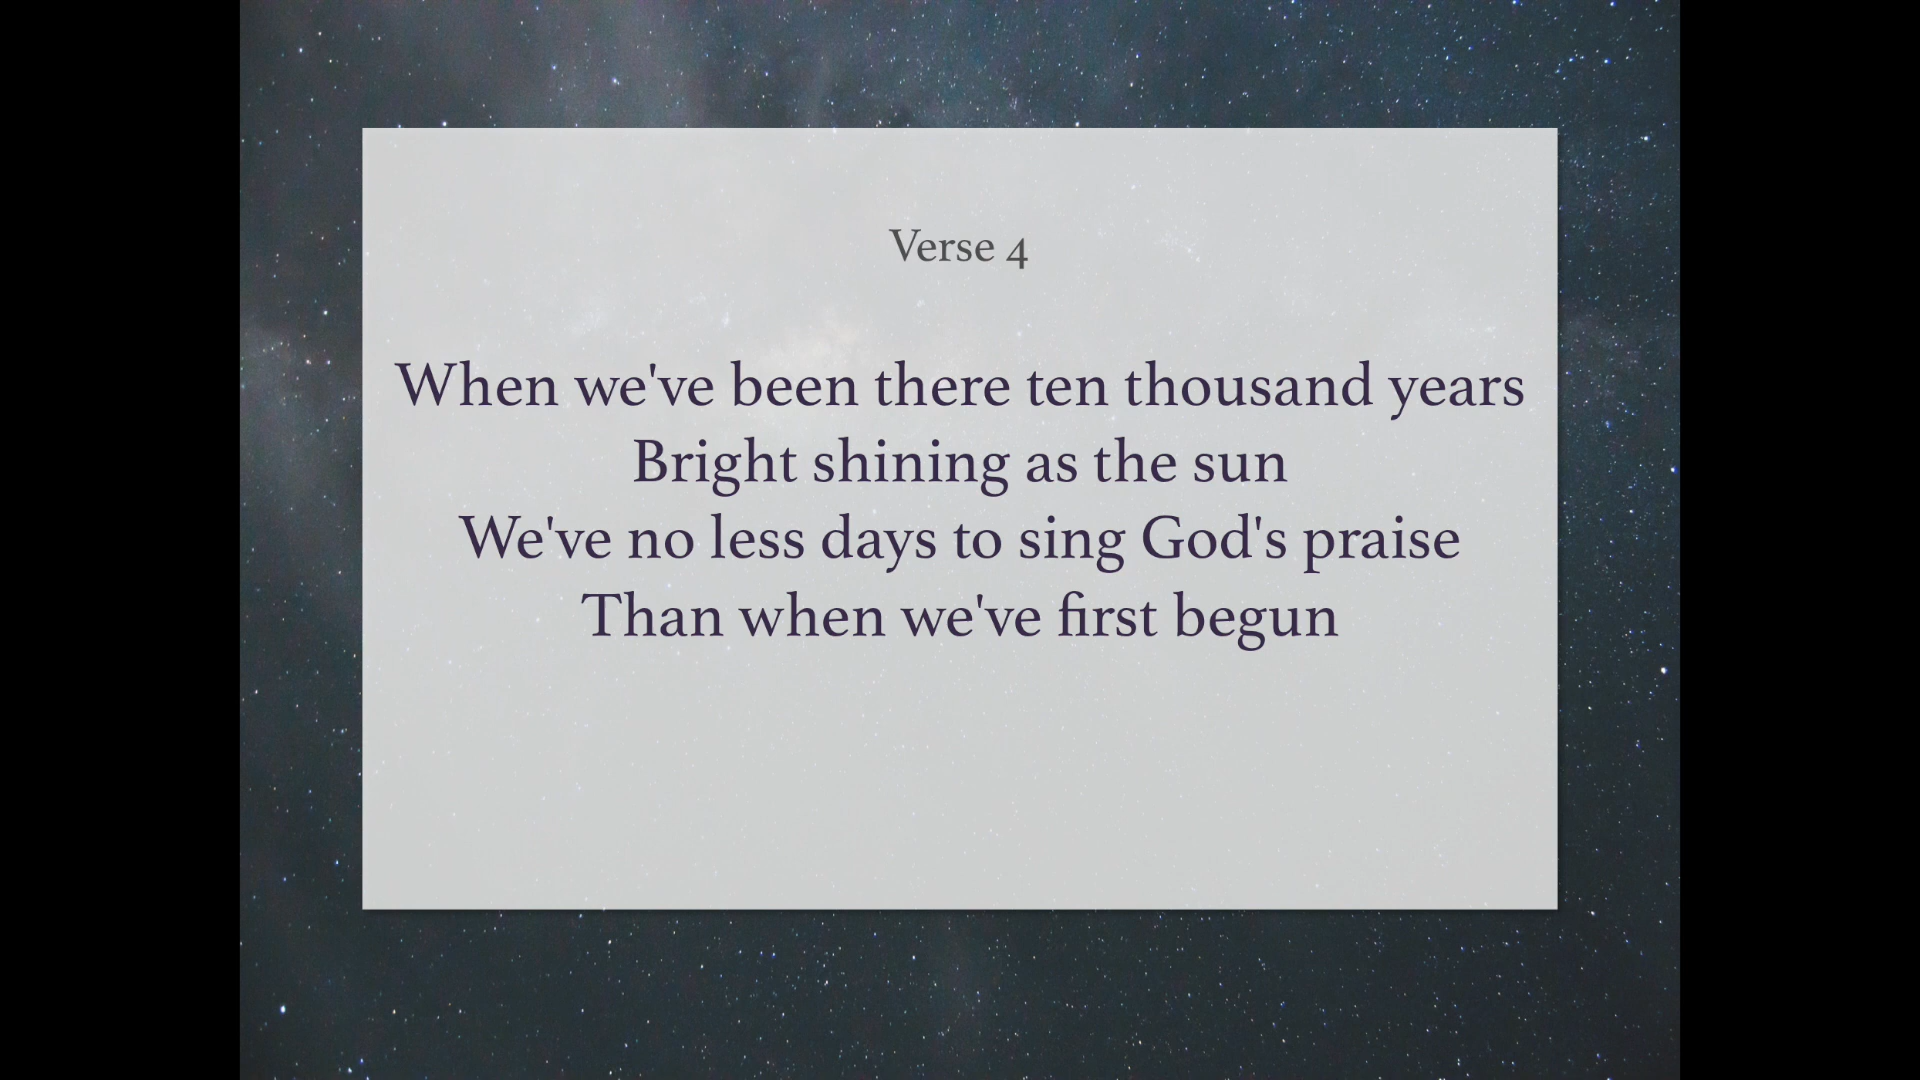 Verse 4
When we've been there ten thousand years
Bright shining as the sun
We've no less days to sing God's praise
Than when we've first begun